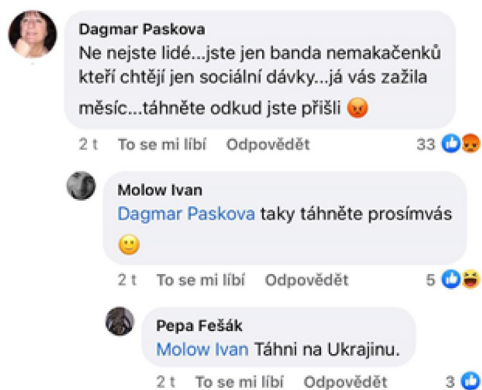 Dagmar Paskova
Ne nejste lidé...jste jen banda nemakačenků
kteří chtějí jen sociální dávky...já vás zažila
měsíc...táhněte odkud jste přišli 😡
2 t To se mi líbí Odpovědět 33
Molow Ivan
Dagmar Paskova taky táhněte prosímvás
🙂
2 t To se mi líbí Odpovědět 5
Pepa Fešák
Molow Ivan Táhni na Ukrajinu.
2 t To se mi líbí Odpovědět 3